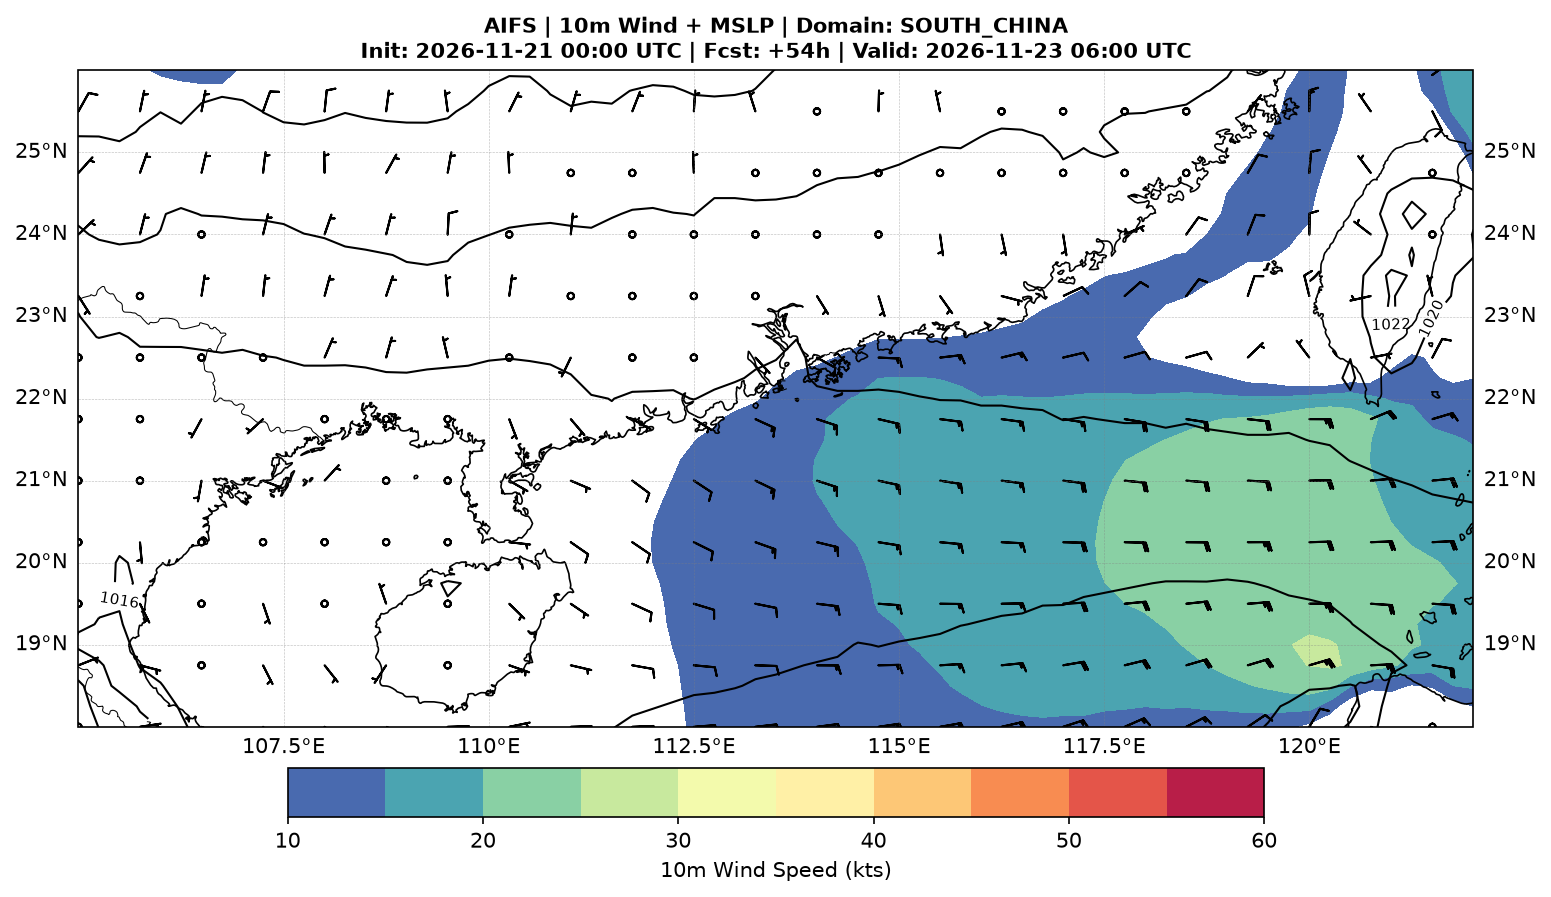 AIFS | 10m Wind + MSLP | Domain: SOUTH_CHINA
Init: 2026-11-21 00:00 UTC | Fcst: +54h | Valid: 2026-11-23 06:00 UTC
25°N
25°N
24°N
24°N
23°N
23°N
1022
1020
22°N
22°N
21°N
21°N
20°N
20°N
1016
19°N
19°N
107.5°E
110°E
112.5°E
115°E
117.5°E
120°E
10
20
30
40
50
60
10m Wind Speed (kts)